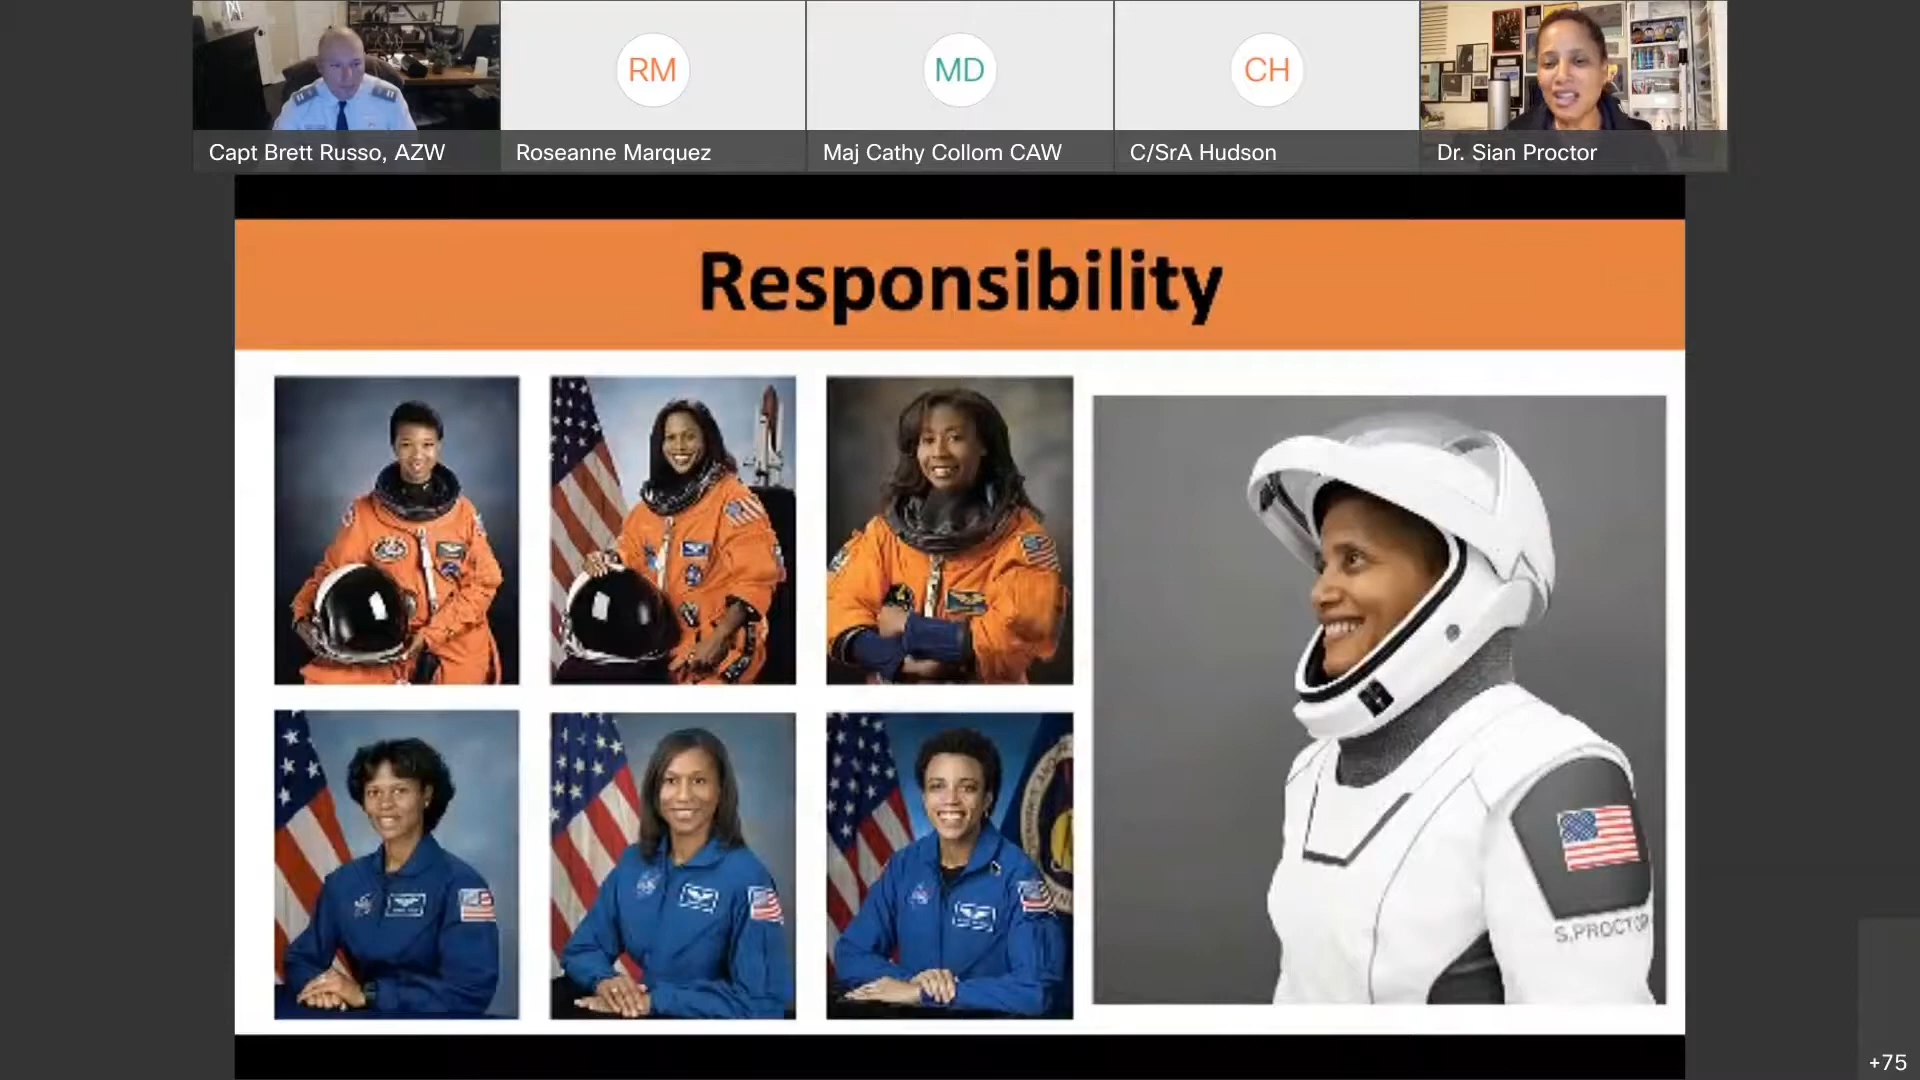 RM
MD
CH
Capt Brett Russo, AZW
Roseanne Marquez
Maj Cathy Collom CAW
C/SrA Hudson
Dr. Sian Proctor
Responsibility
S.PROCTOR
+75